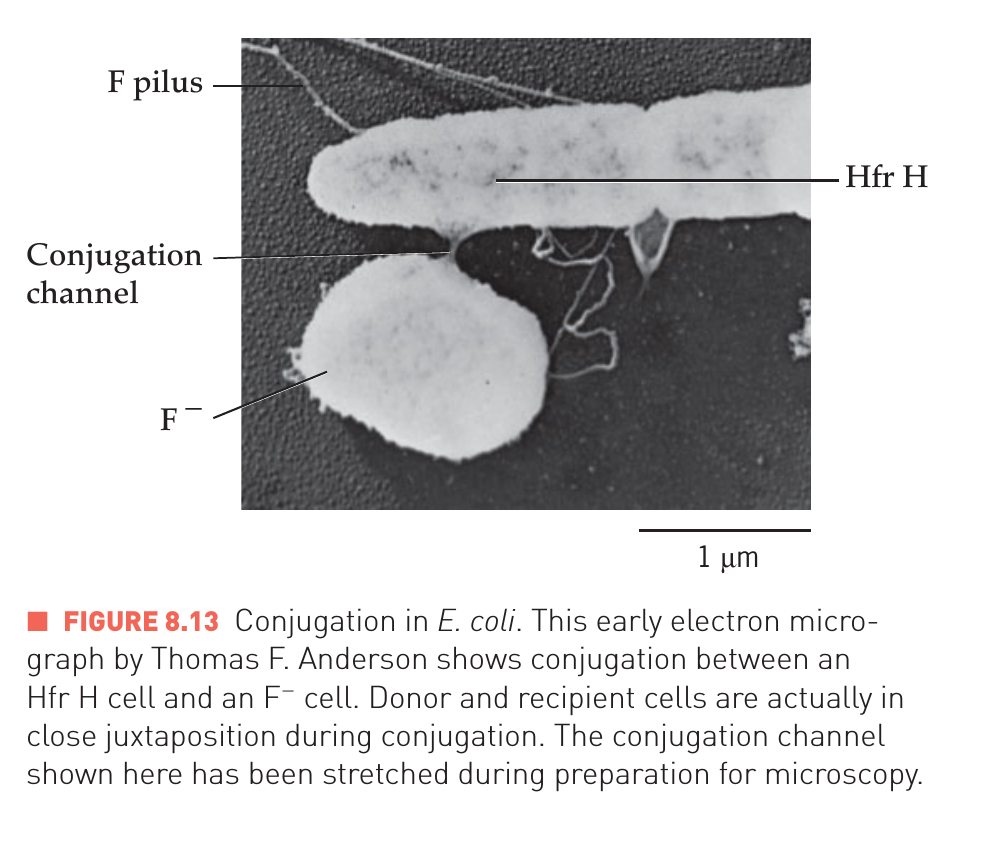 F pilus
Hfr H
Conjugation
channel
F⁻
1 μm
■ FIGURE 8.13 Conjugation in E. coli. This early electron micro-
graph by Thomas F. Anderson shows conjugation between an
Hfr H cell and an F⁻ cell. Donor and recipient cells are actually in
close juxtaposition during conjugation. The conjugation channel
shown here has been stretched during preparation for microscopy.